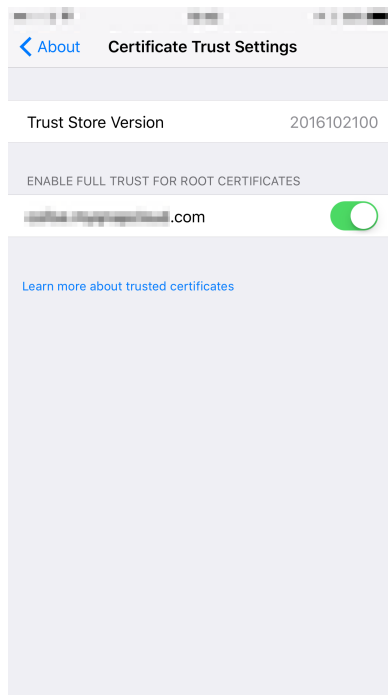 About
Certificate Trust Settings
Trust Store Version
2016102100
ENABLE FULL TRUST FOR ROOT CERTIFICATES
.com
Learn more about trusted certificates